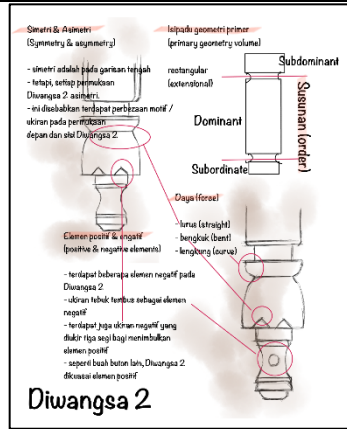 Simetri & Asimetri
(Symmetry & asymmetry)
- simetri adalah pada garisan tengah
- tetapi, setiap permukaan
Diwangsa 2 asimetri.
- ini disebabkan terdapat perbezaan motif /
ukiran pada permukaan
depan dan sisi Diwangsa 2
Isipadu geometri primer
(primary geometry volume)
rectangular
(extensional)
Subdominant
Dominant
Subordinate
Susunan (order)
Daya (force)
- lurus (straight)
- bengkuk (bent)
- lengkung (curve)
Elemen positif & engatif
(positive & negative elements)
- terdapat beberapa elemen negatif pada
Diwangsa 2
- ukiran tebuk tembus sebagai elemen
negatif
- terdapat juga ukiran negatif yang
diukir tiga segi bagi menimbulkan
elemen positif
- seperti buah buton lain, Diwangsa 2
dikuasai elemen positif
Diwangsa 2